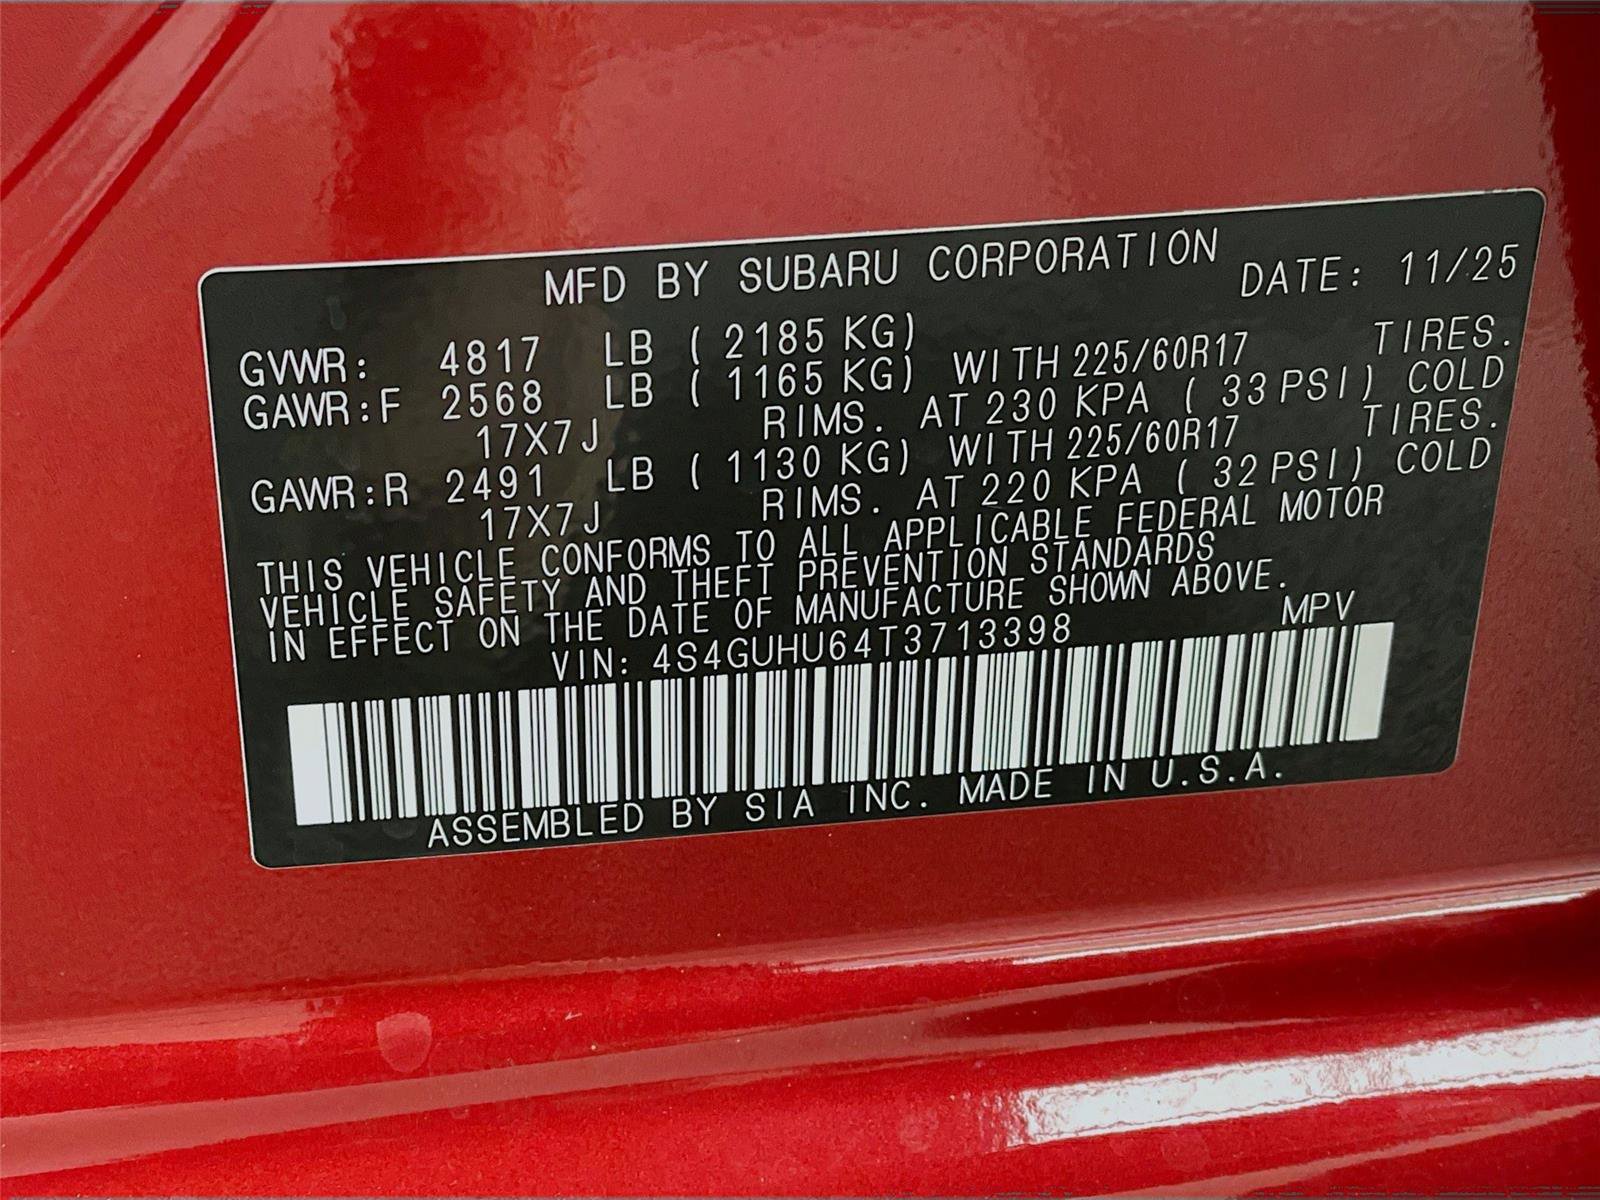 MFD BY SUBARU CORPORATION DATE: 11/25
GVWR: 4817 LB ( 2185 KG)
GAWR:F 2568 LB ( 1165 KG) WITH 225/60R17 TIRES.
17X7J RIMS. AT 230 KPA ( 33 PSI) COLD
GAWR:R 2491 LB ( 1130 KG) WITH 225/60R17 TIRES.
17X7J RIMS. AT 220 KPA ( 32 PSI) COLD
THIS VEHICLE CONFORMS TO ALL APPLICABLE FEDERAL MOTOR
VEHICLE SAFETY AND THEFT PREVENTION STANDARDS
IN EFFECT ON THE DATE OF MANUFACTURE SHOWN ABOVE.
VIN: 4S4GUHU64T3713398 MPV
ASSEMBLED BY SIA INC. MADE IN U.S.A.